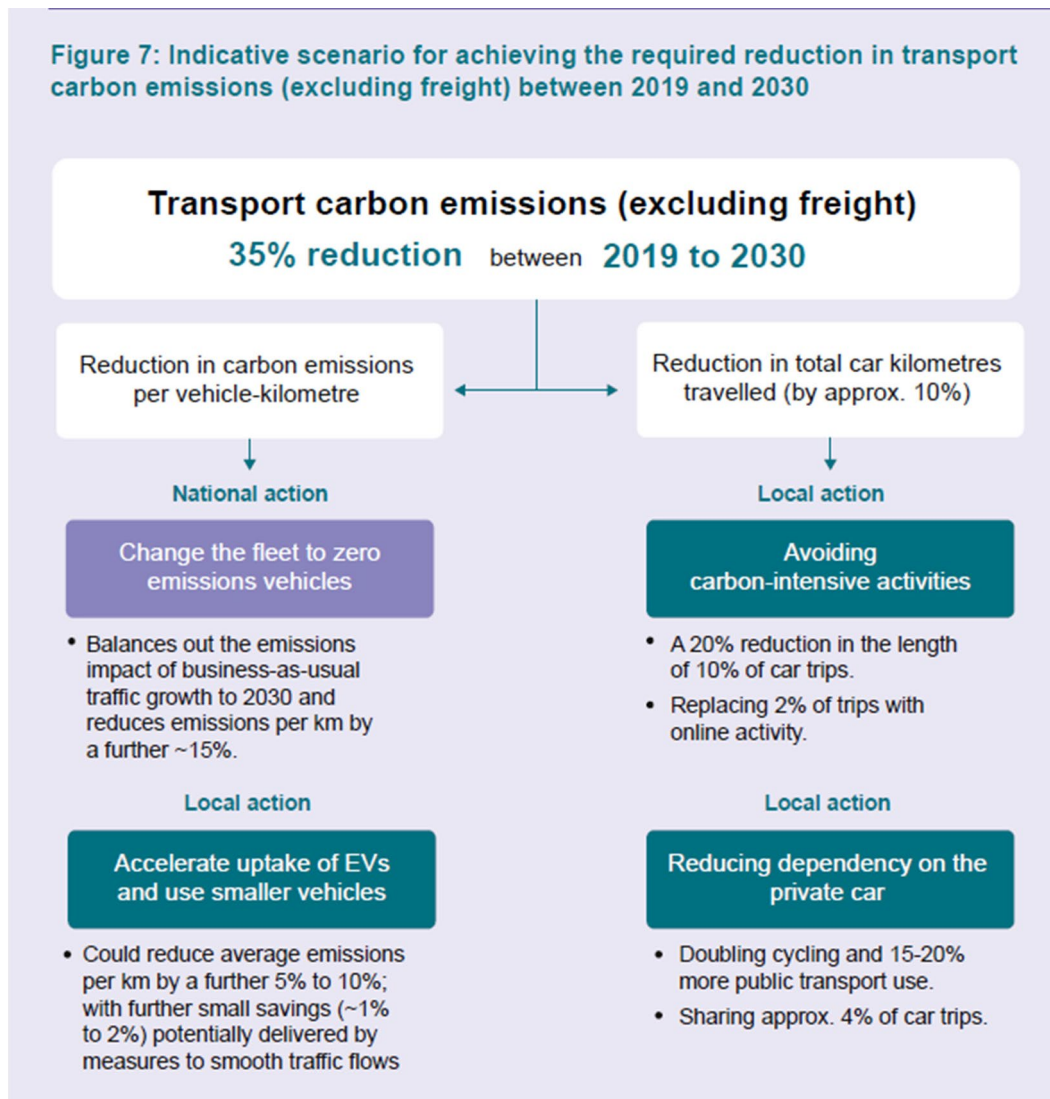 Figure 7: Indicative scenario for achieving the required reduction in transport
carbon emissions (excluding freight) between 2019 and 2030
Transport carbon emissions (excluding freight)
35% reduction between 2019 to 2030
Reduction in carbon emissions
per vehicle-kilometre
Reduction in total car kilometres
travelled (by approx. 10%)
National action
Change the fleet to zero
emissions vehicles
• Balances out the emissions
impact of business-as-usual
traffic growth to 2030 and
reduces emissions per km by
a further ~15%.
Local action
Accelerate uptake of EVs
and use smaller vehicles
• Could reduce average emissions
per km by a further 5% to 10%;
with further small savings (~1%
to 2%) potentially delivered by
measures to smooth traffic flows
Local action
Avoiding
carbon-intensive activities
• A 20% reduction in the length
of 10% of car trips.
• Replacing 2% of trips with
online activity.
Local action
Reducing dependency on the
private car
• Doubling cycling and 15-20%
more public transport use.
• Sharing approx. 4% of car trips.